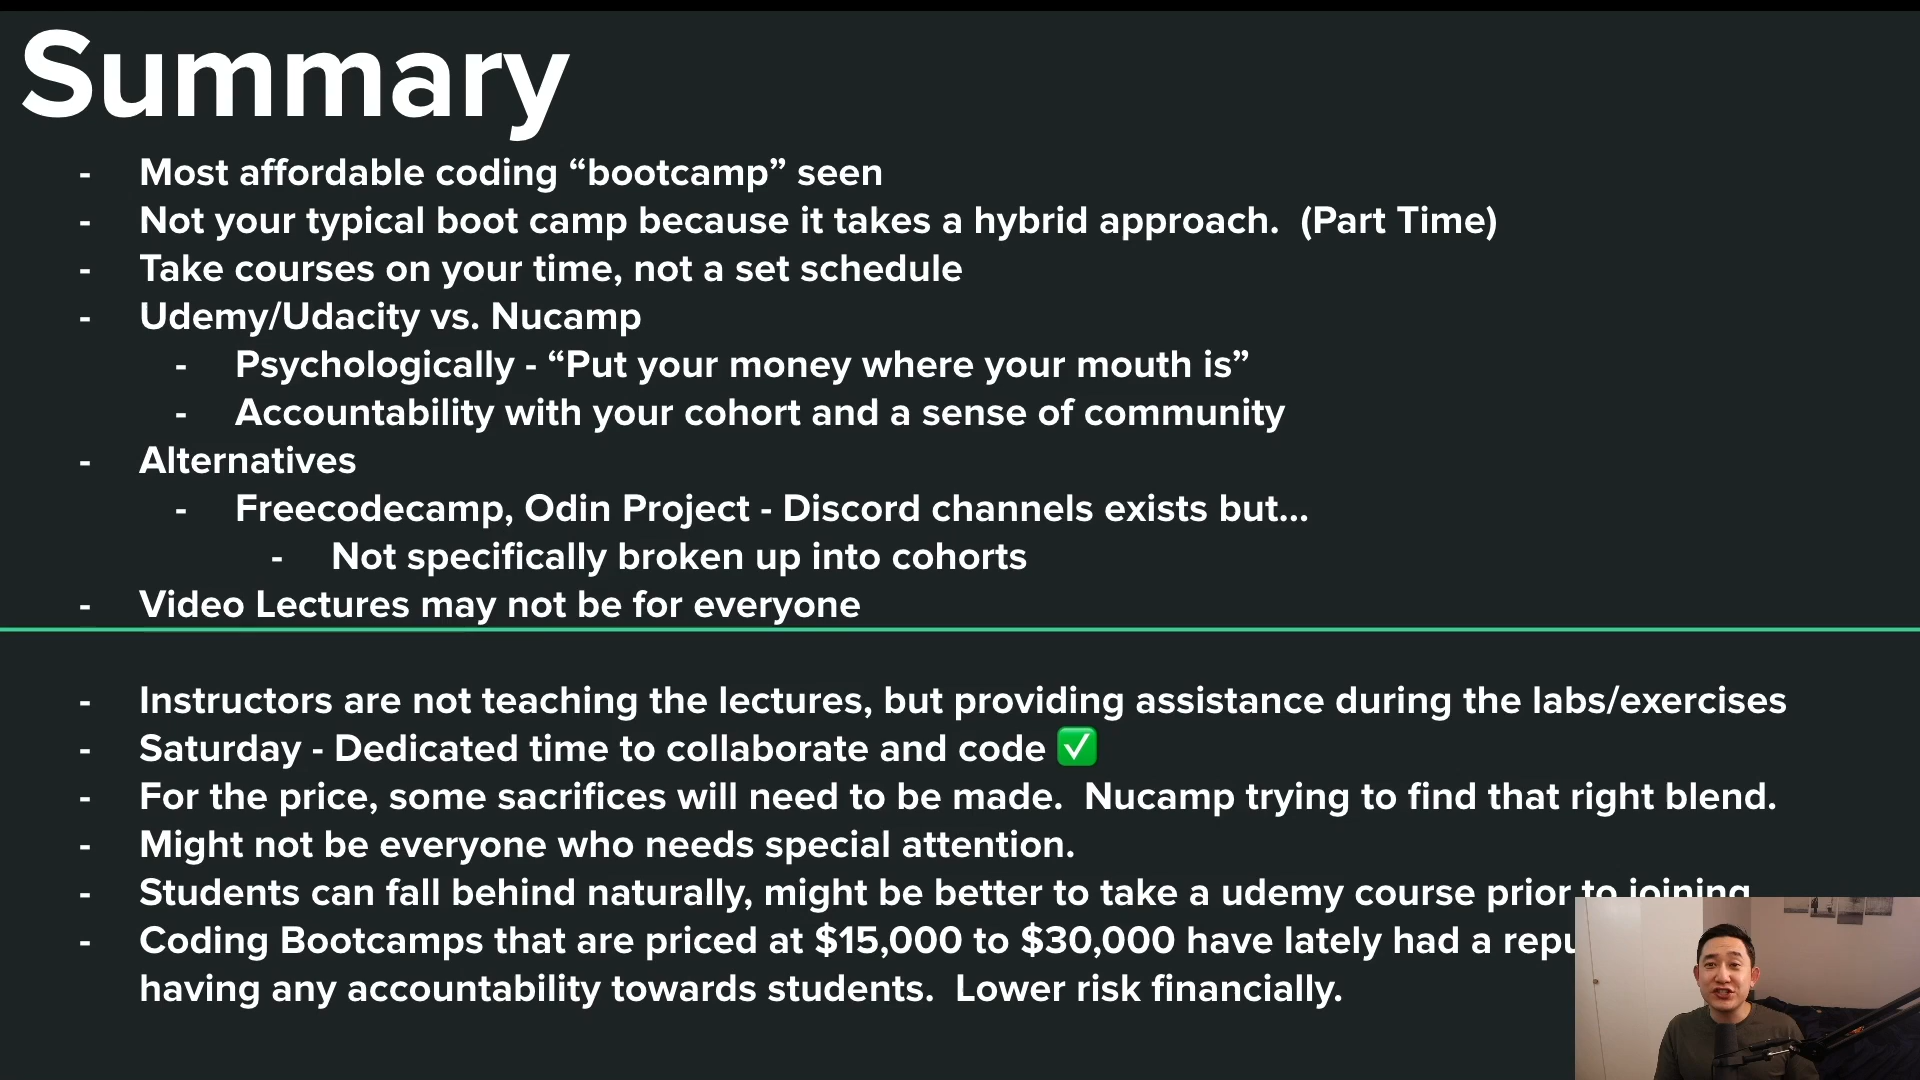 Summary
- Most affordable coding “bootcamp” seen
- Not your typical boot camp because it takes a hybrid approach.  (Part Time)
- Take courses on your time, not a set schedule
- Udemy/Udacity vs. Nucamp
- Psychologically - “Put your money where your mouth is”
- Accountability with your cohort and a sense of community
- Alternatives
- Freecodecamp, Odin Project - Discord channels exists but...
- Not specifically broken up into cohorts
- Video Lectures may not be for everyone
- Instructors are not teaching the lectures, but providing assistance during the labs/exercises
- Saturday - Dedicated time to collaborate and code ✅
- For the price, some sacrifices will need to be made.  Nucamp trying to find that right blend.
- Might not be everyone who needs special attention.
- Students can fall behind naturally, might be better to take a udemy course prior to joining
- Coding Bootcamps that are priced at $15,000 to $30,000 have lately had a
having any accountability towards students.  Lower risk financially.